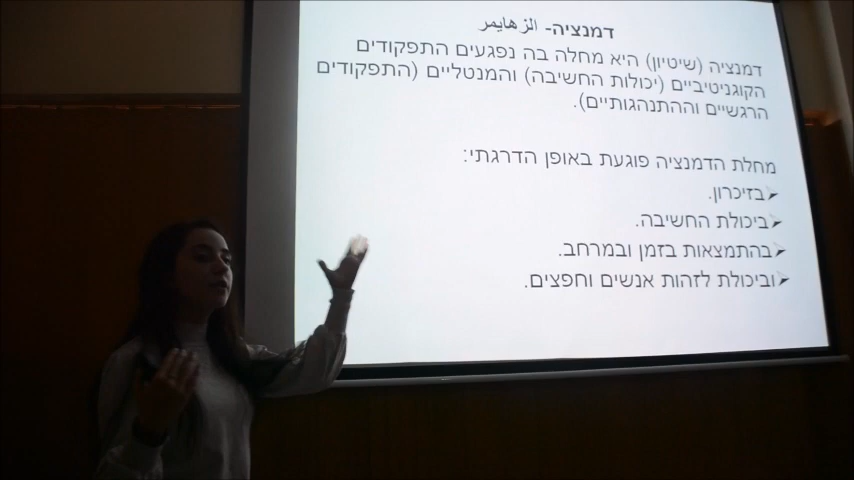 דמנציה- الزهايمر
דמנציה (שיטיון) היא מחלה בה נפגעים התפקודים
הקוגניטיביים (יכולות החשיבה) והמנטליים (התפקודים
הרגשיים וההתנהגותיים).
מחלת הדמנציה פוגעת באופן הדרגתי:
➢בזיכרון.
➢ביכולת החשיבה.
➢בהתמצאות בזמן ובמרחב.
➢וביכולת לזהות אנשים וחפצים.